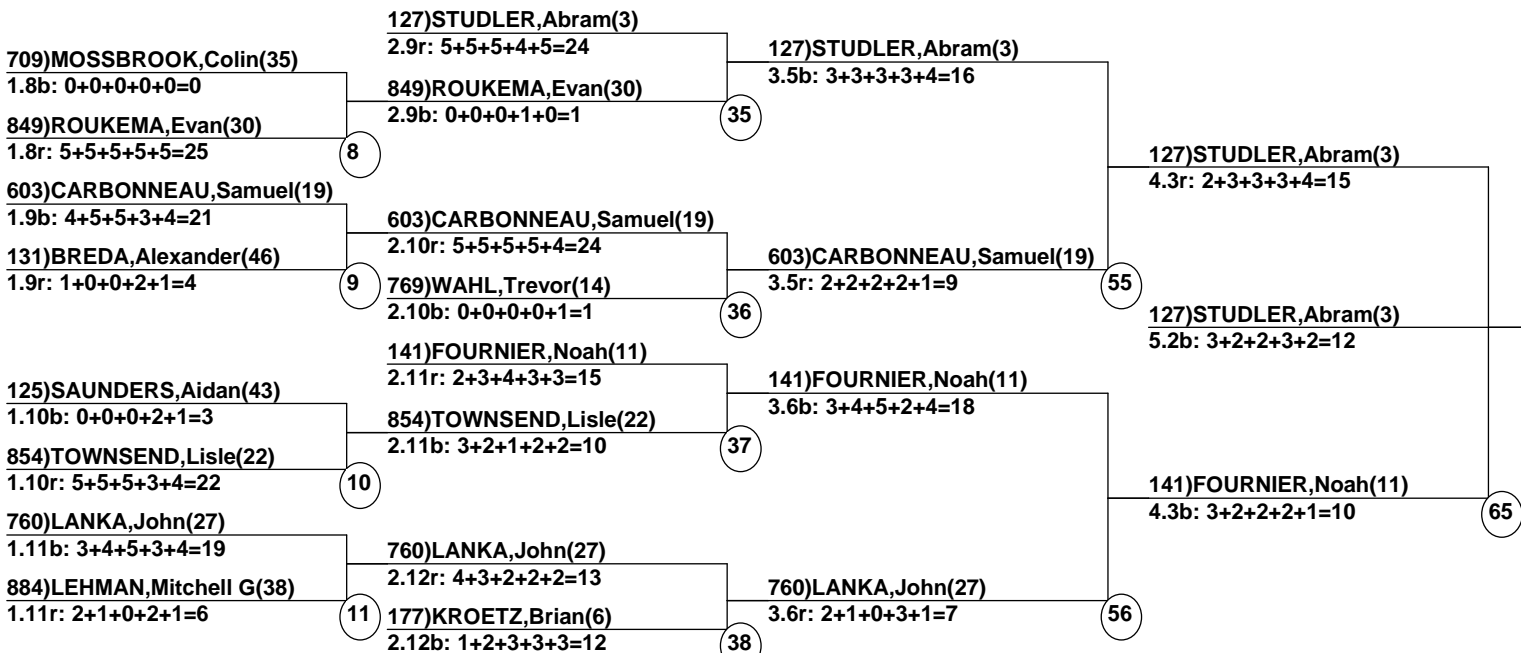 709)MOSSBROOK,Colin(35)
1.8b: 0+0+0+0+0=0
849)ROUKEMA,Evan(30)
1.8r: 5+5+5+5+5=25
8
603)CARBONNEAU,Samuel(19)
1.9b: 4+5+5+3+4=21
131)BREDA,Alexander(46)
1.9r: 1+0+0+2+1=4
9
125)SAUNDERS,Aidan(43)
1.10b: 0+0+0+2+1=3
854)TOWNSEND,Lisle(22)
1.10r: 5+5+5+3+4=22
10
760)LANKA,John(27)
1.11b: 3+4+5+3+4=19
884)LEHMAN,Mitchell G(38)
1.11r: 2+1+0+2+1=6
11
127)STUDLER,Abram(3)
2.9r: 5+5+5+4+5=24
849)ROUKEMA,Evan(30)
2.9b: 0+0+0+1+0=1
35
603)CARBONNEAU,Samuel(19)
2.10r: 5+5+5+5+4=24
769)WAHL,Trevor(14)
2.10b: 0+0+0+0+1=1
36
141)FOURNIER,Noah(11)
2.11r: 2+3+4+3+3=15
854)TOWNSEND,Lisle(22)
2.11b: 3+2+1+2+2=10
37
760)LANKA,John(27)
2.12r: 4+3+2+2+2=13
177)KROETZ,Brian(6)
2.12b: 1+2+3+3+3=12
38
127)STUDLER,Abram(3)
3.5b: 3+3+3+3+4=16
603)CARBONNEAU,Samuel(19)
3.5r: 2+2+2+2+1=9
55
141)FOURNIER,Noah(11)
3.6b: 3+4+5+2+4=18
760)LANKA,John(27)
3.6r: 2+1+0+3+1=7
56
127)STUDLER,Abram(3)
4.3r: 2+3+3+3+4=15
127)STUDLER,Abram(3)
5.2b: 3+2+2+3+2=12
141)FOURNIER,Noah(11)
4.3b: 3+2+2+2+1=10
65